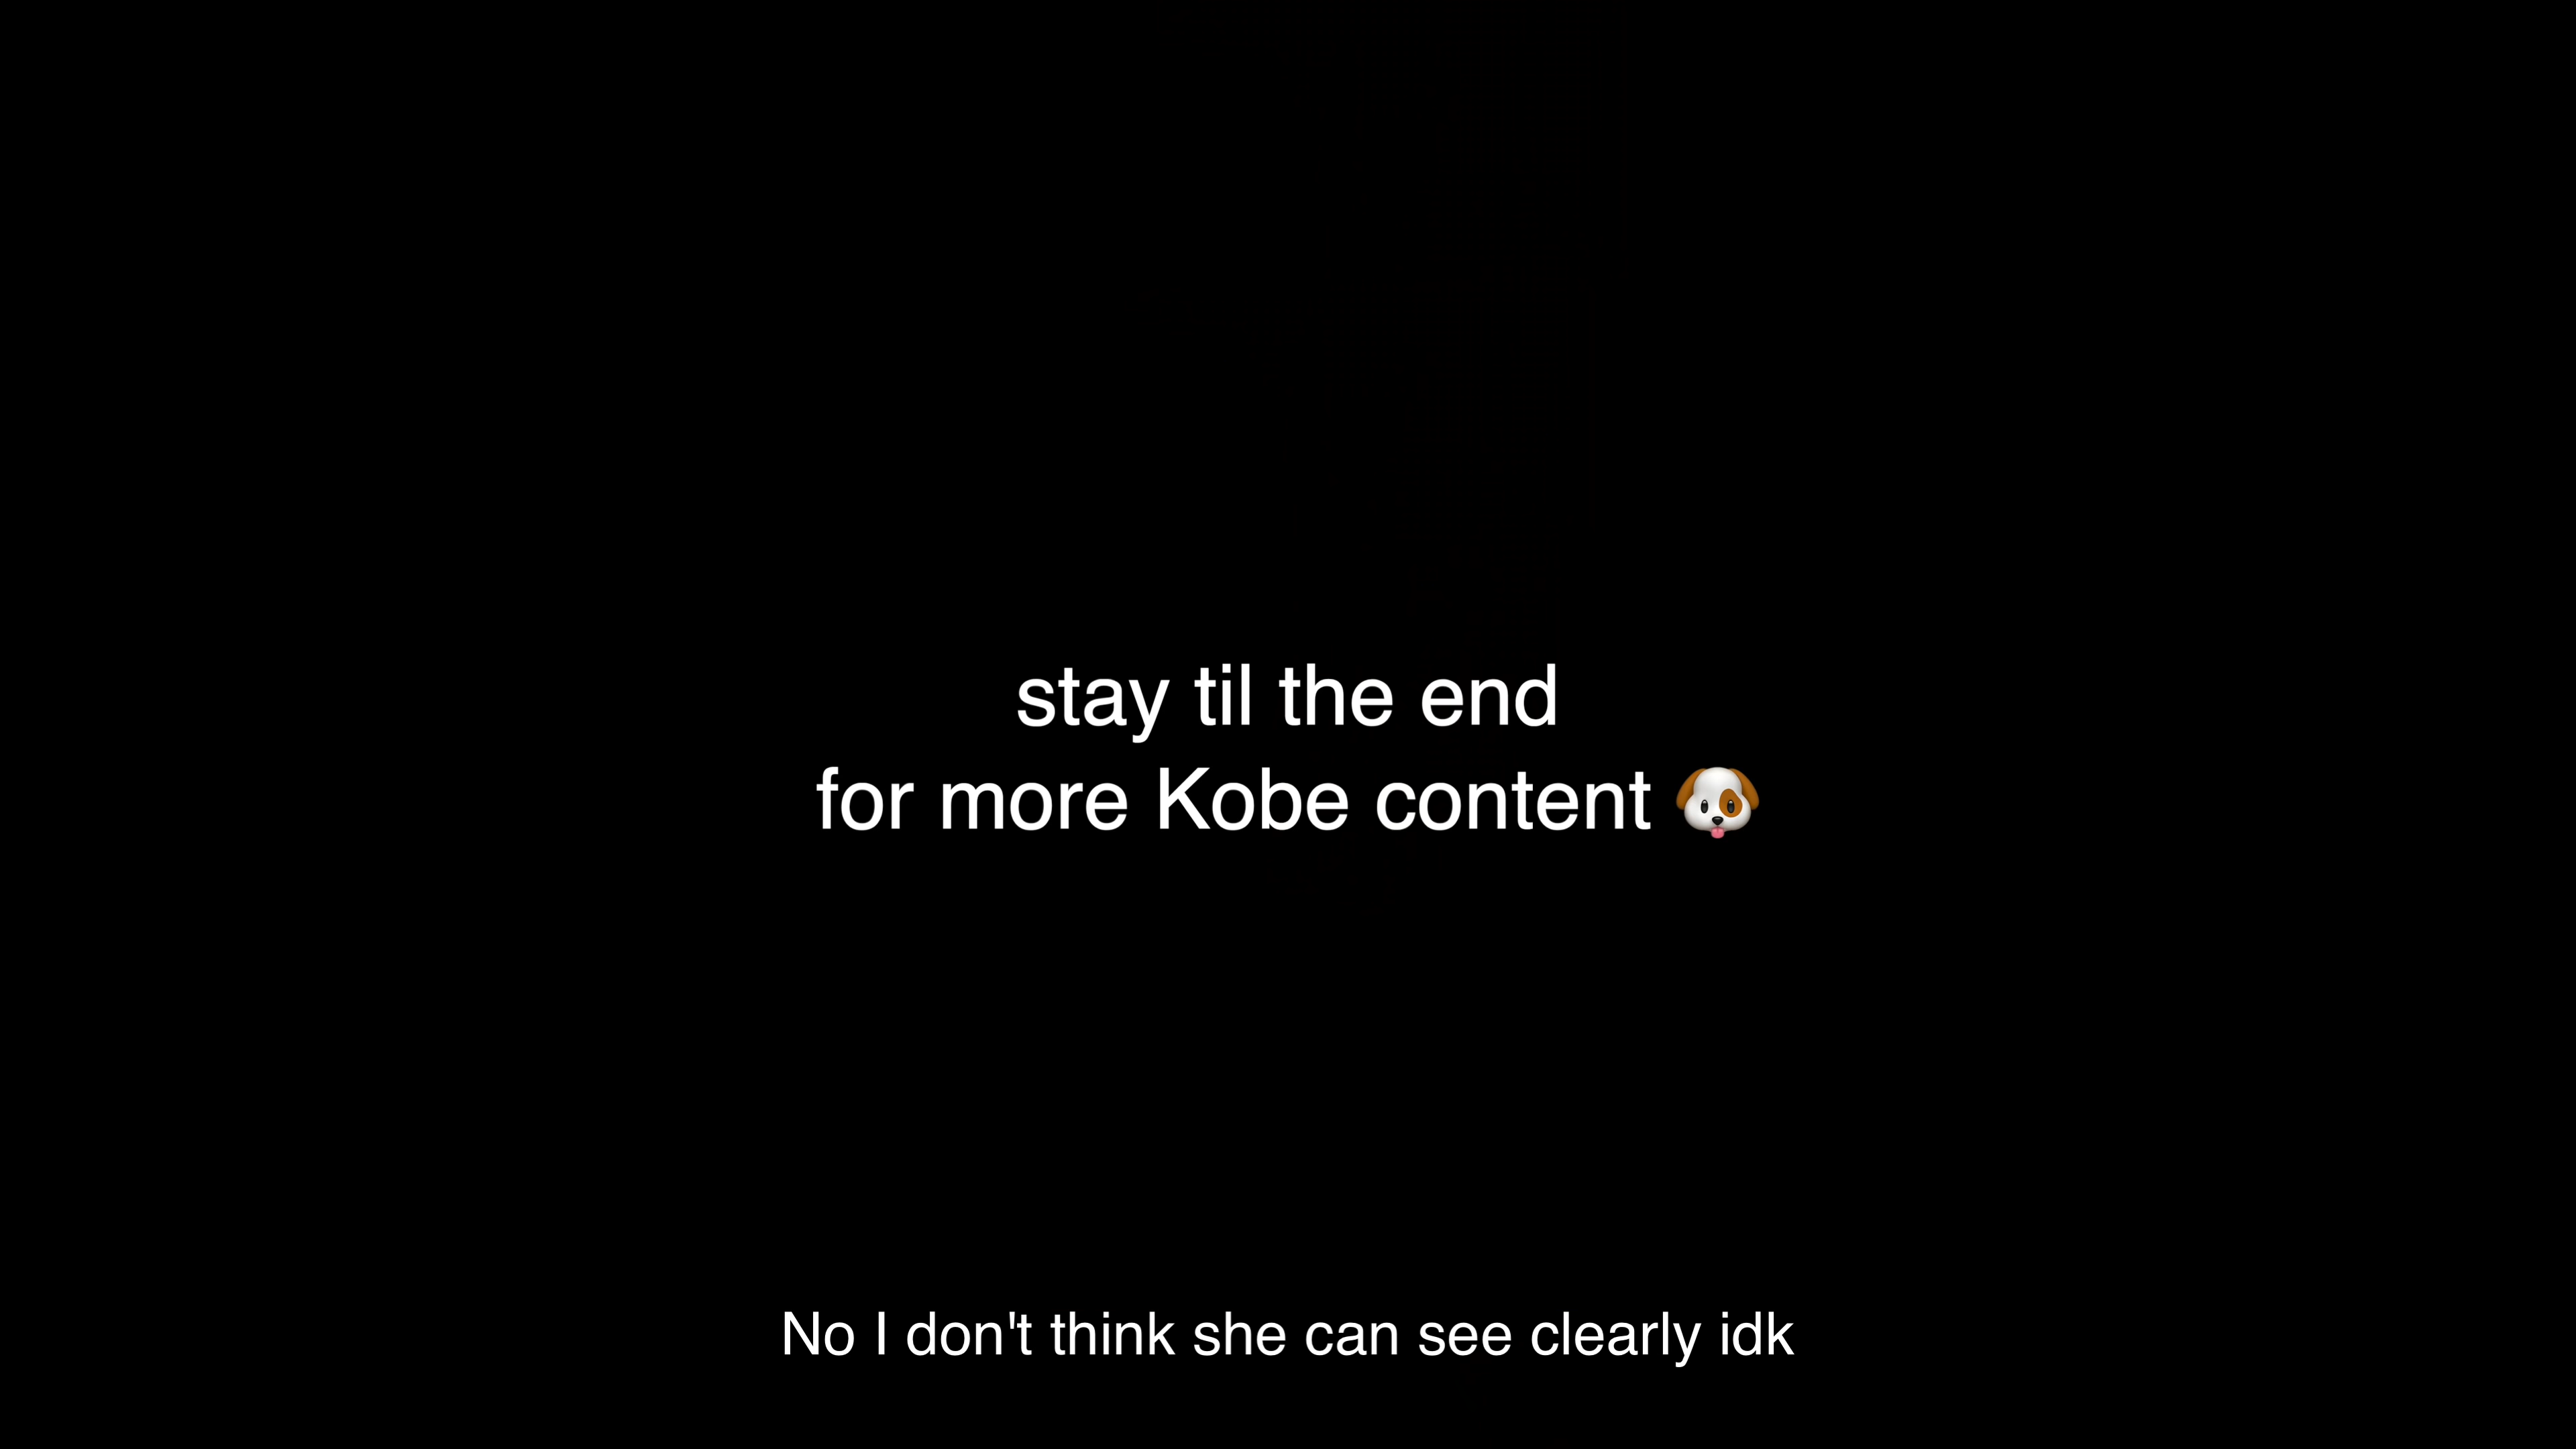 stay til the end
for more Kobe content 🐶
No I don't think she can see clearly idk